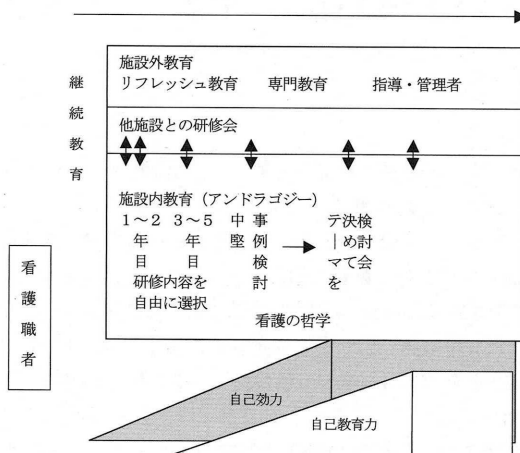 継続教育
施設外教育
リフレッシュ教育 専門教育 指導・管理者
他施設との研修会
施設内教育（アンドラゴジー）
1～2年目
3～5年目
中堅
事例検討
テーマを
決めて
検討会
研修内容を
自由に選択
看護の哲学
看護職者
自己効力
自己教育力